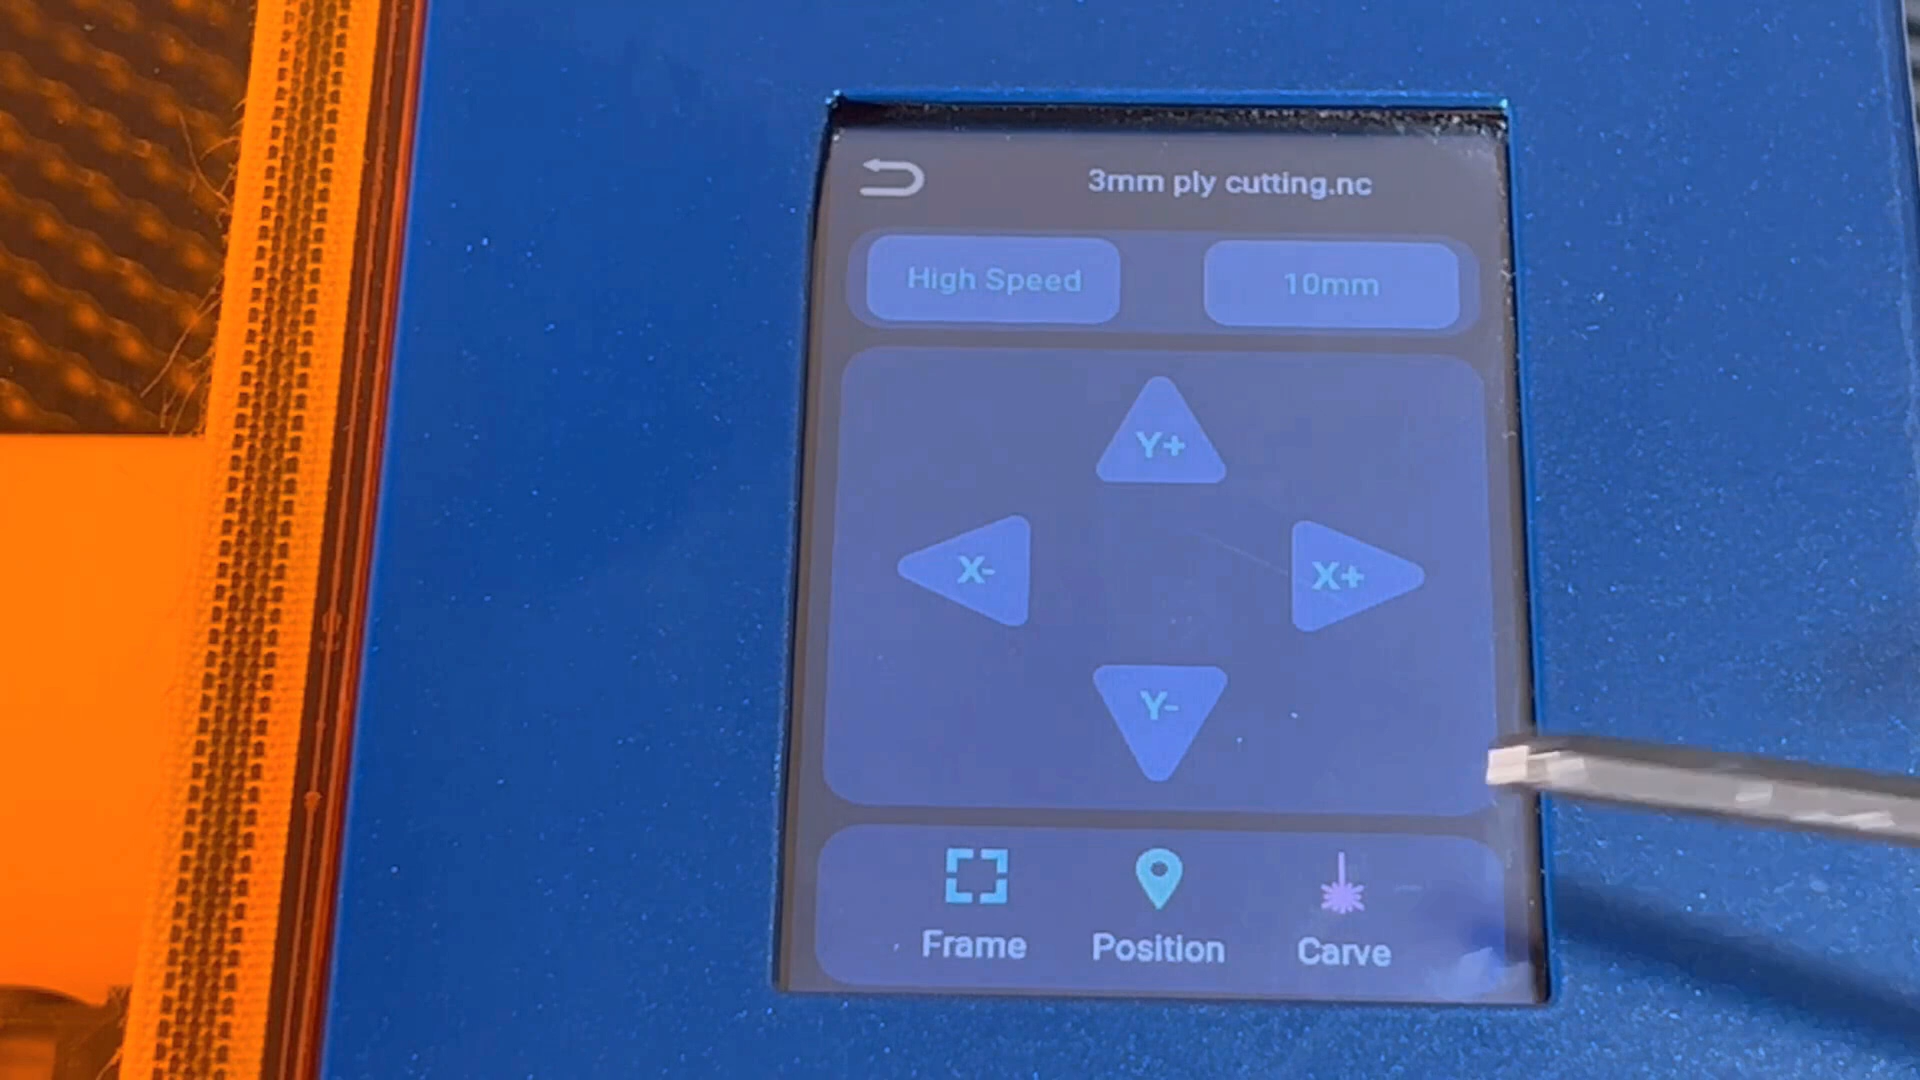 3mm ply cutting.nc
High Speed
10mm
Y+
X-
X+
Y-
Frame
Position
Carve